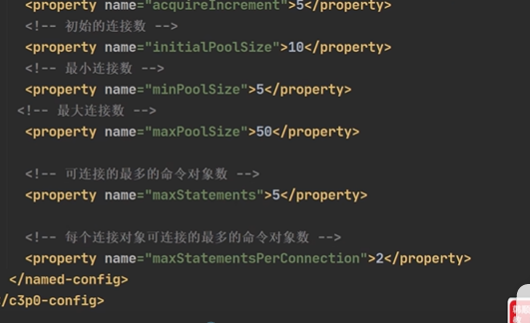 <property name="acquireIncrement">5</property>
<!-- 初始的连接数 -->
<property name="initialPoolSize">10</property>
<!-- 最小连接数 -->
<property name="minPoolSize">5</property>
<!-- 最大连接数 -->
<property name="maxPoolSize">50</property>
<!-- 可连接的最多的命令对象数 -->
<property name="maxStatements">5</property>
<!-- 每个连接对象可连接的最多的命令对象数 -->
<property name="maxStatementsPerConnection">2</property>
</named-config>
/c3p0-config>